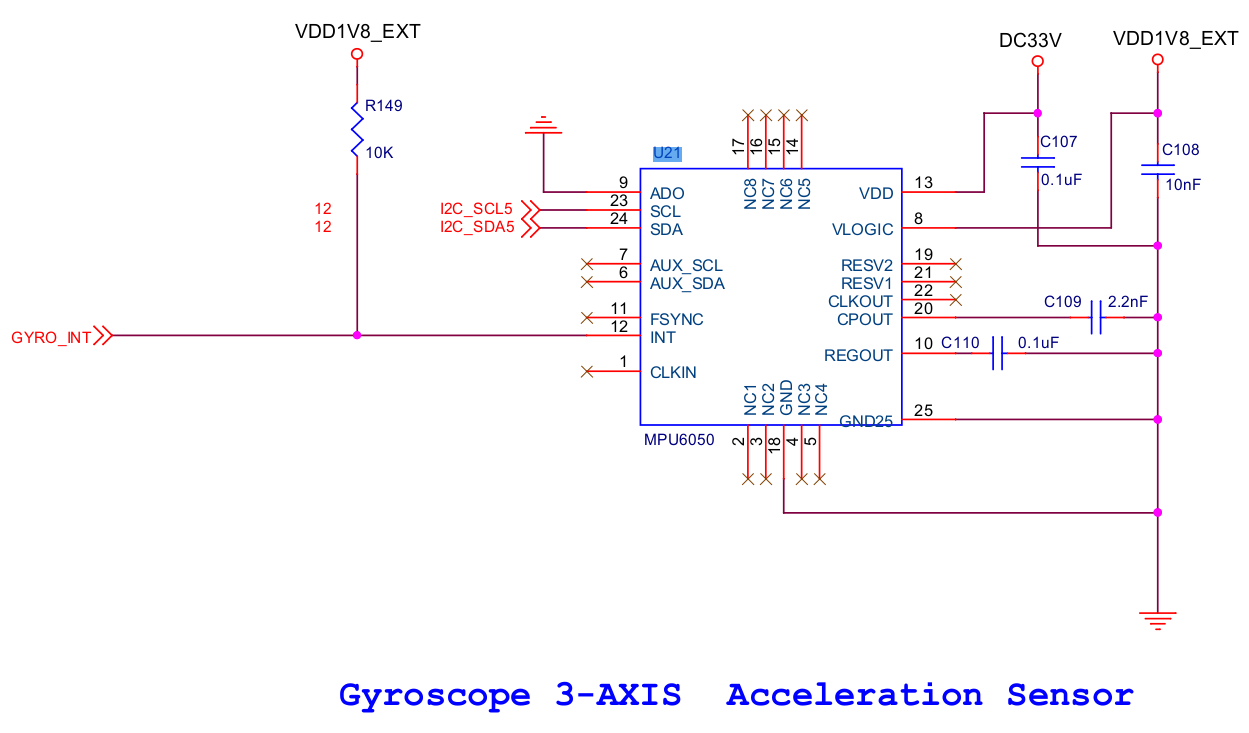 VDD1V8_EXT
DC33V
VDD1V8_EXT
R149
10K
C107
0.1uF
C108
10nF
U21
17
16
15
14
NC8
NC7
NC6
NC5
9
ADO
23
SCL
24
SDA
12
12
I2C_SCL5
I2C_SDA5
7
AUX_SCL
6
AUX_SDA
11
FSYNC
12
INT
1
CLKIN
GYRO_INT
VDD
13
VLOGIC
8
RESV2
19
RESV1
21
CLKOUT
22
CPOUT
20
C109
2.2nF
REGOUT
10
C110
0.1uF
GND25
25
NC1
NC2
GND
NC3
NC4
2
3
18
4
5
MPU6050
Gyroscope 3-AXIS Acceleration Sensor